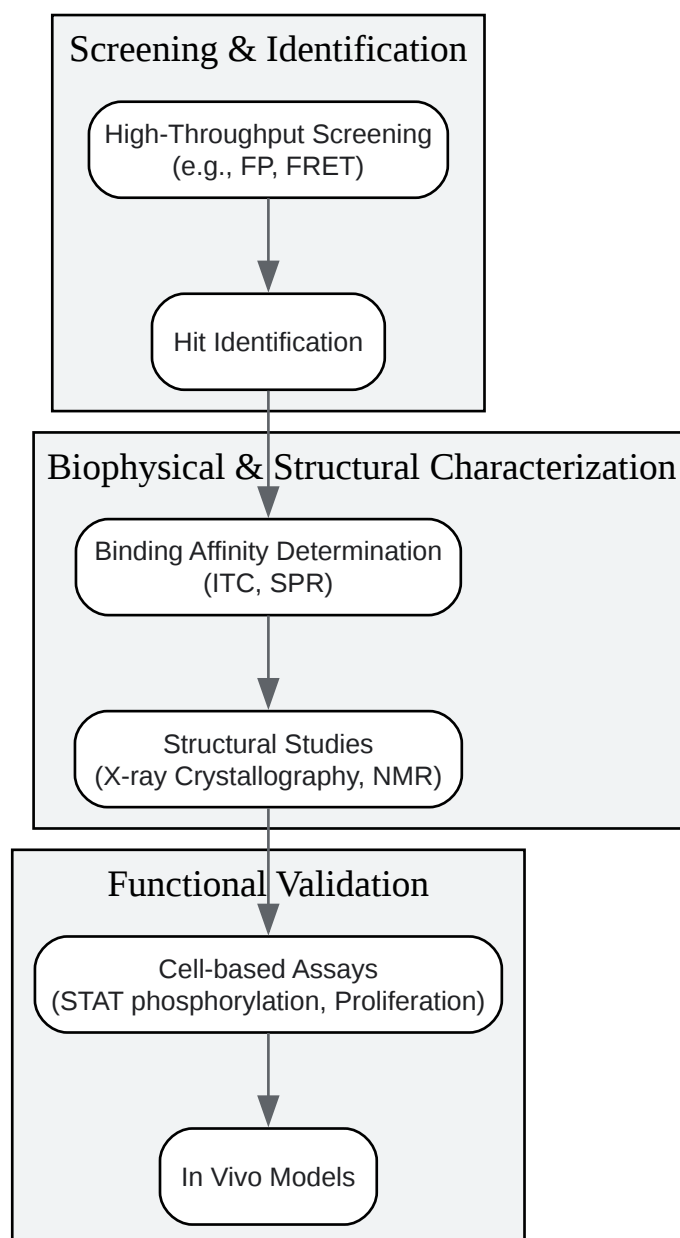 Screening & Identification
High-Throughput Screening
(e.g., FP, FRET)
Hit Identification
Biophysical & Structural Characterization
Binding Affinity Determination
(ITC, SPR)
Structural Studies
(X-ray Crystallography, NMR)
Functional Validation
Cell-based Assays
(STAT phosphorylation, Proliferation)
In Vivo Models